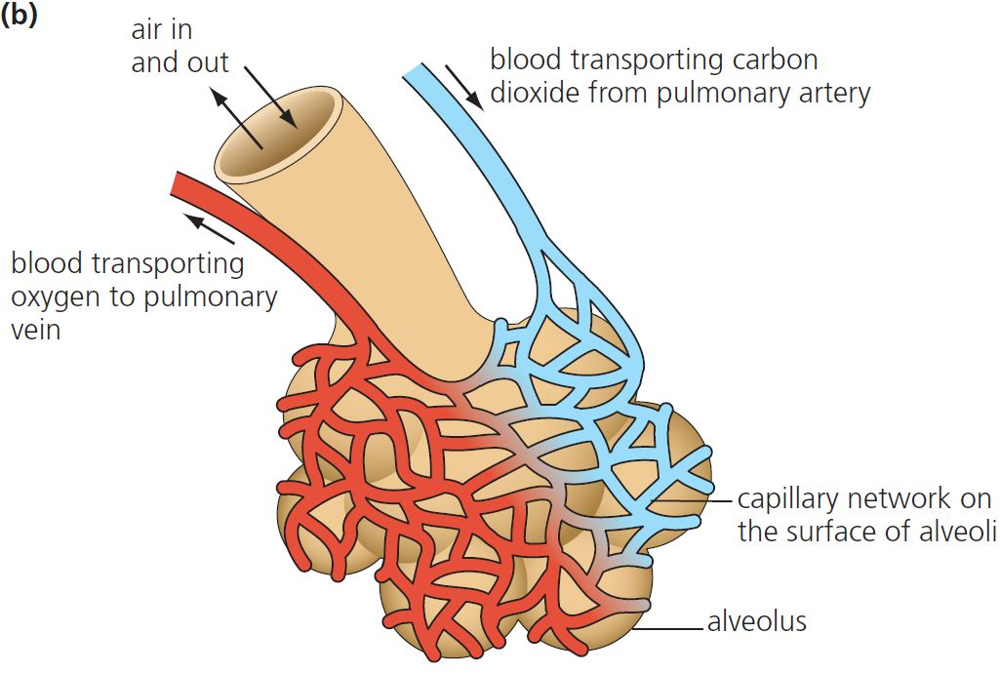 (b)
air in
and out
blood transporting carbon
dioxide from pulmonary artery
blood transporting
oxygen to pulmonary
vein
capillary network on
the surface of alveoli
alveolus